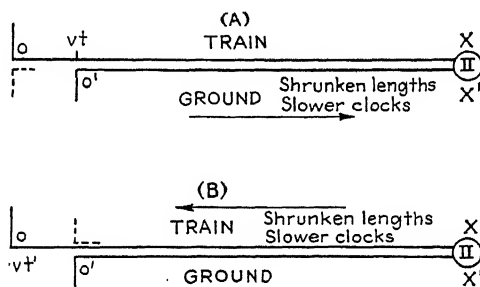 (A)
O vt TRAIN X
II
O' GROUND Shrunken lengths X'
Slower clocks
(B)
TRAIN Shrunken lengths
Slower clocks X
O II
vt' O' GROUND X'